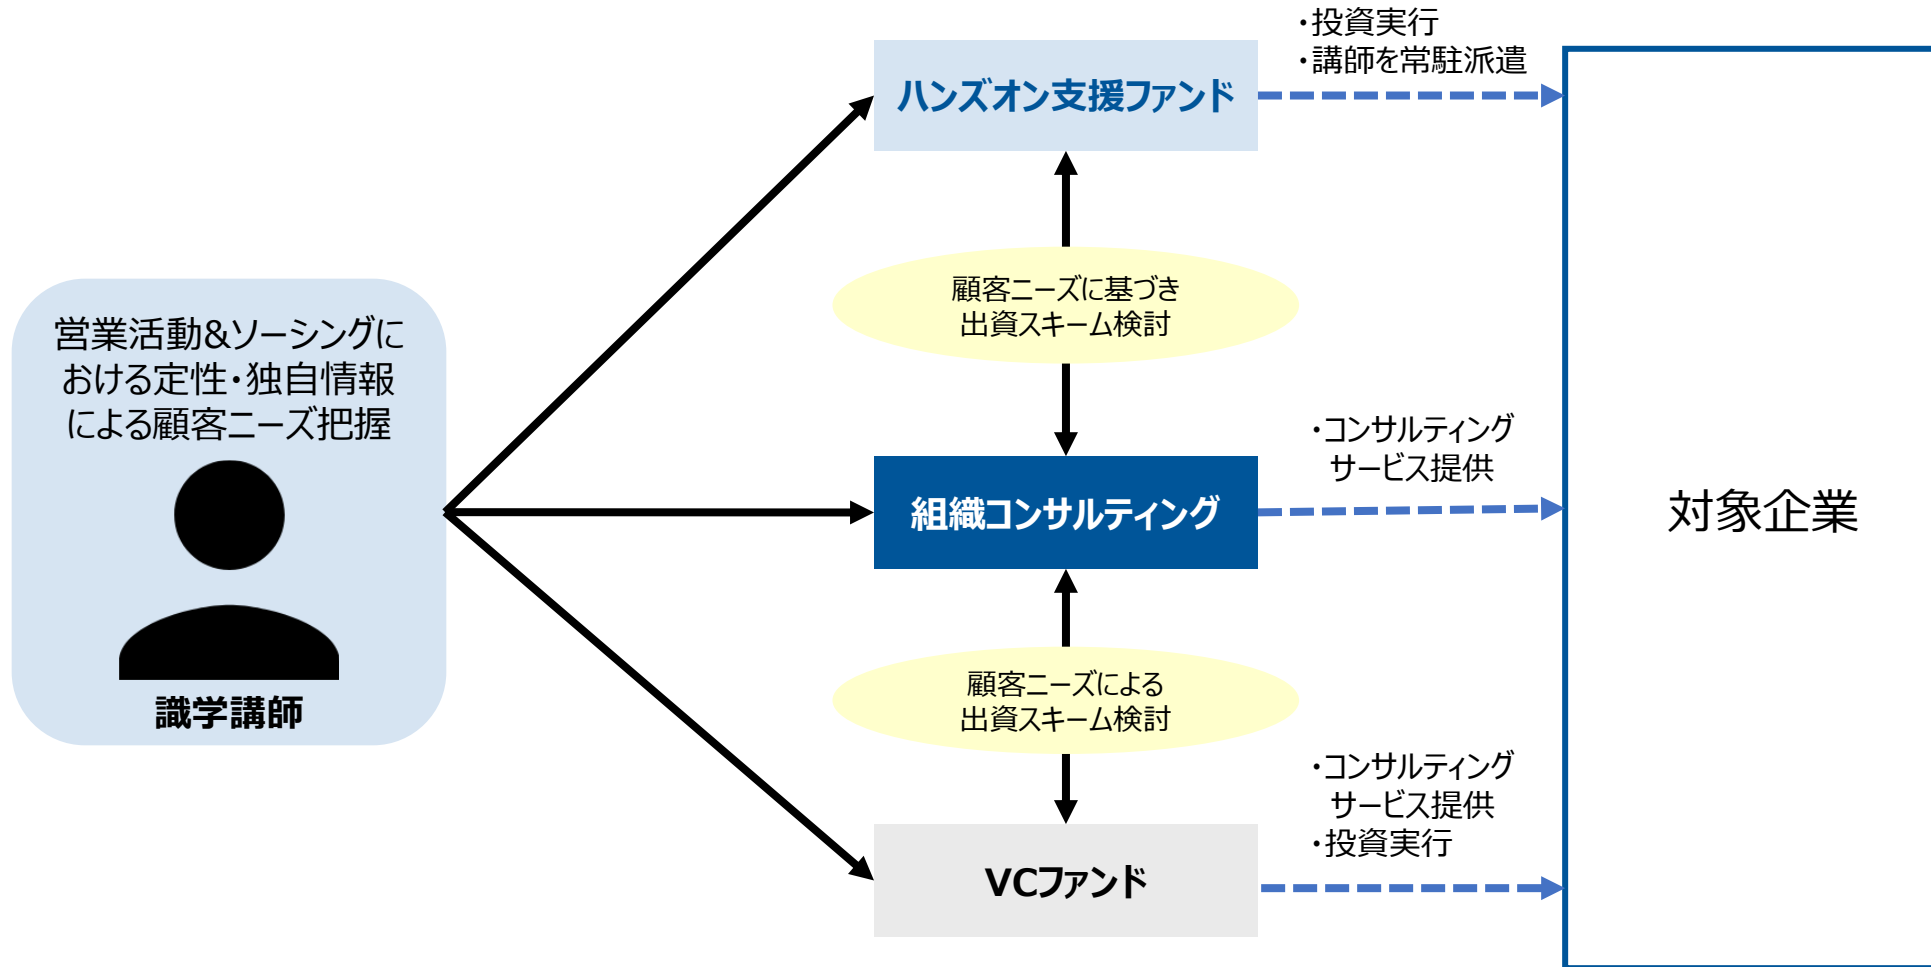 営業活動&ソーシングに
おける定性・独自情報
による顧客ニーズ把握
識学講師
ハンズオン支援ファンド
顧客ニーズに基づき
出資スキーム検討
組織コンサルティング
顧客ニーズによる
出資スキーム検討
VCファンド
・投資実行
・講師を常駐派遣
・コンサルティング
サービス提供
・コンサルティング
サービス提供
・投資実行
対象企業